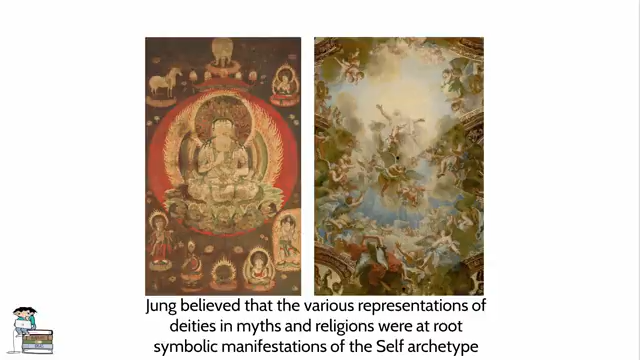 Jung believed that the various representations of
deities in myths and religions were at root
symbolic manifestations of the Self archetype